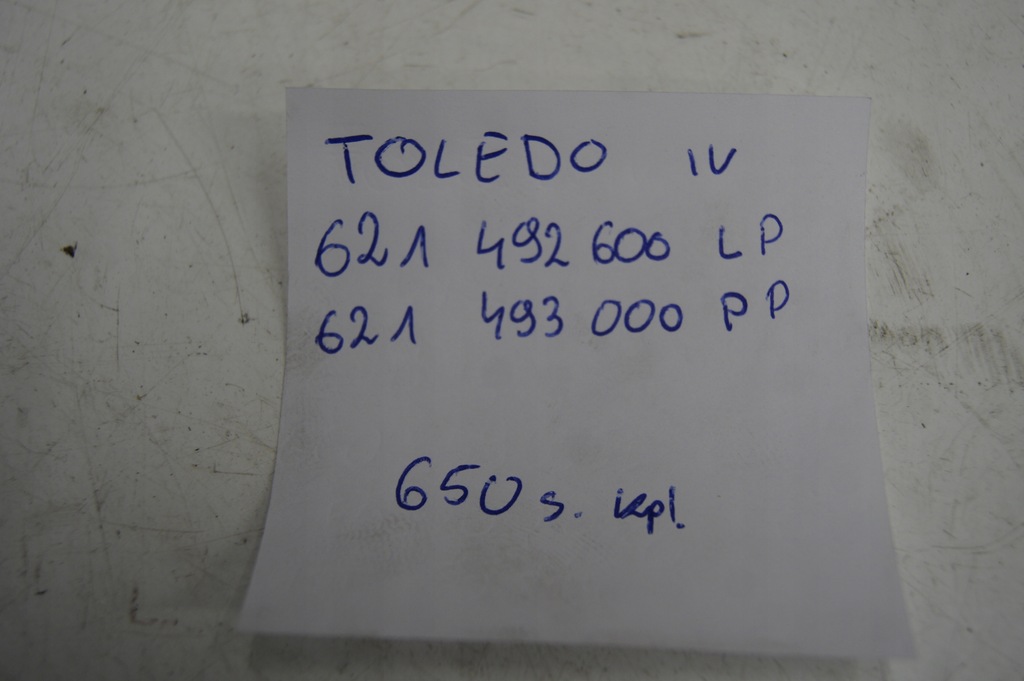 TOLEDO IV
621 492 600 LP
621 493 000 PP
650 s. kpl.